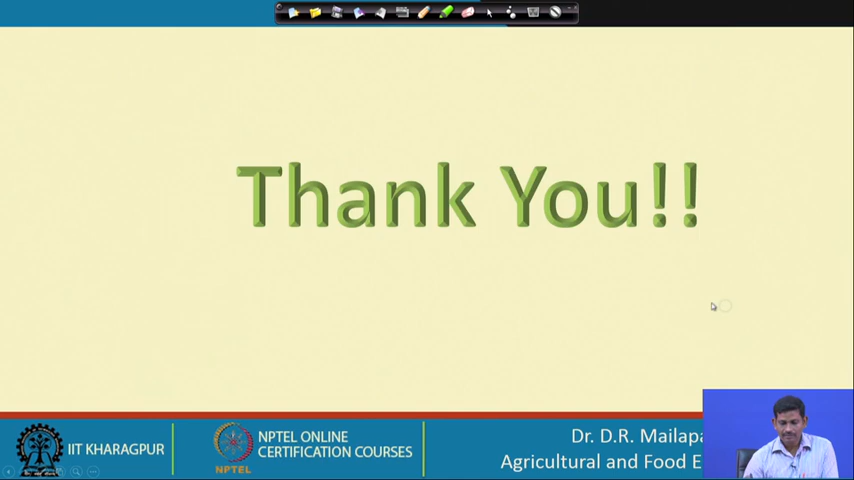 Thank You!!
IIT KHARAGPUR
NPTEL
NPTEL ONLINE
CERTIFICATION COURSES
Dr. D.R. Mailapa
Agricultural and Food E